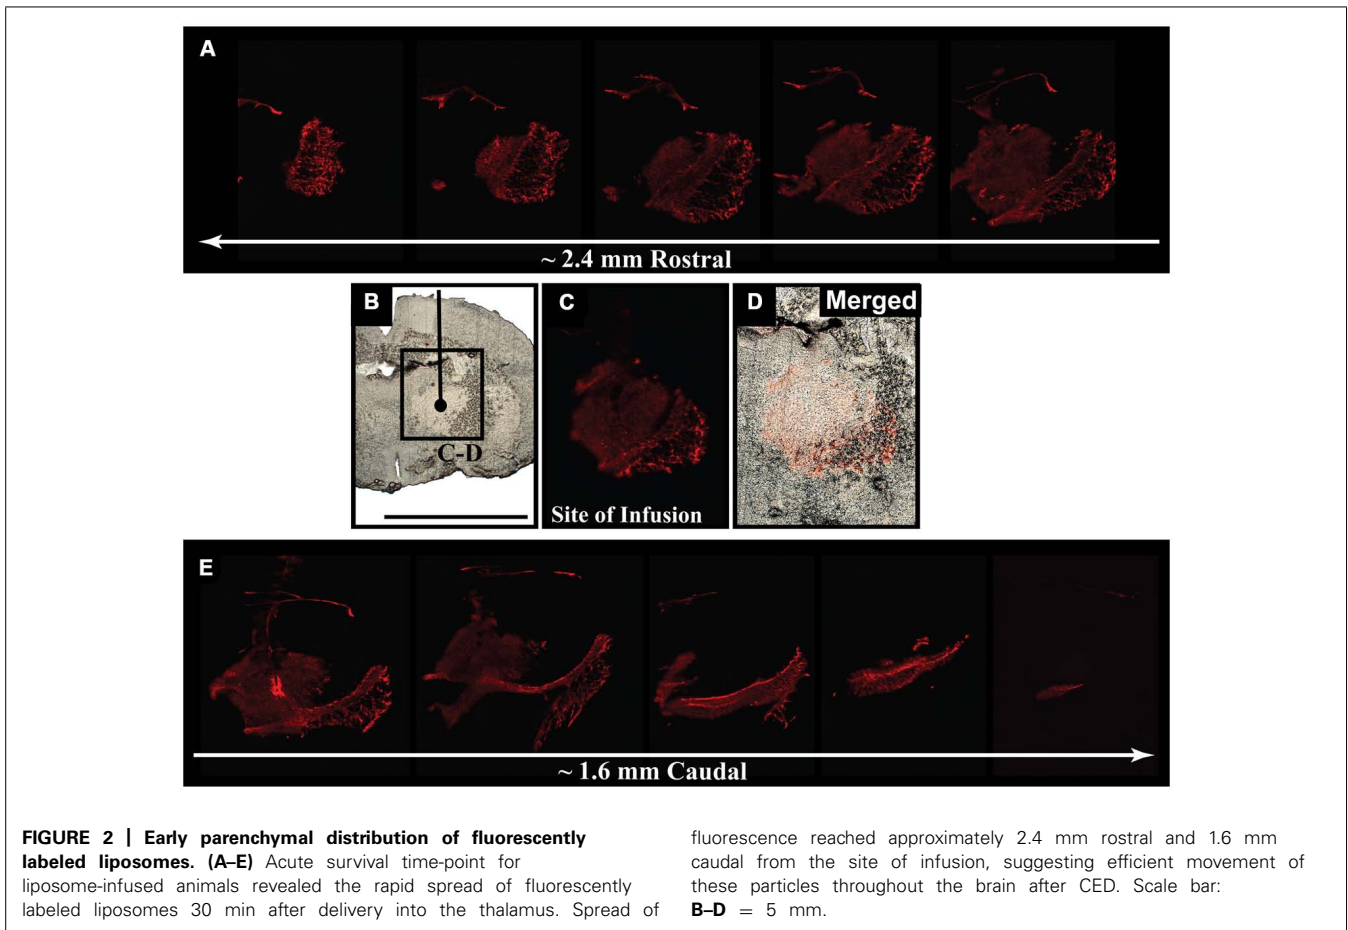 A
~ 2.4 mm Rostral
B
C-D
C
Site of Infusion
D
Merged
E
~ 1.6 mm Caudal
FIGURE 2 | Early parenchymal distribution of fluorescently
labeled liposomes. (A–E) Acute survival time-point for
liposome-infused animals revealed the rapid spread of fluorescently
labeled liposomes 30 min after delivery into the thalamus. Spread of
fluorescence reached approximately 2.4 mm rostral and 1.6 mm
caudal from the site of infusion, suggesting efficient movement of
these particles throughout the brain after CED. Scale bar:
B–D = 5 mm.